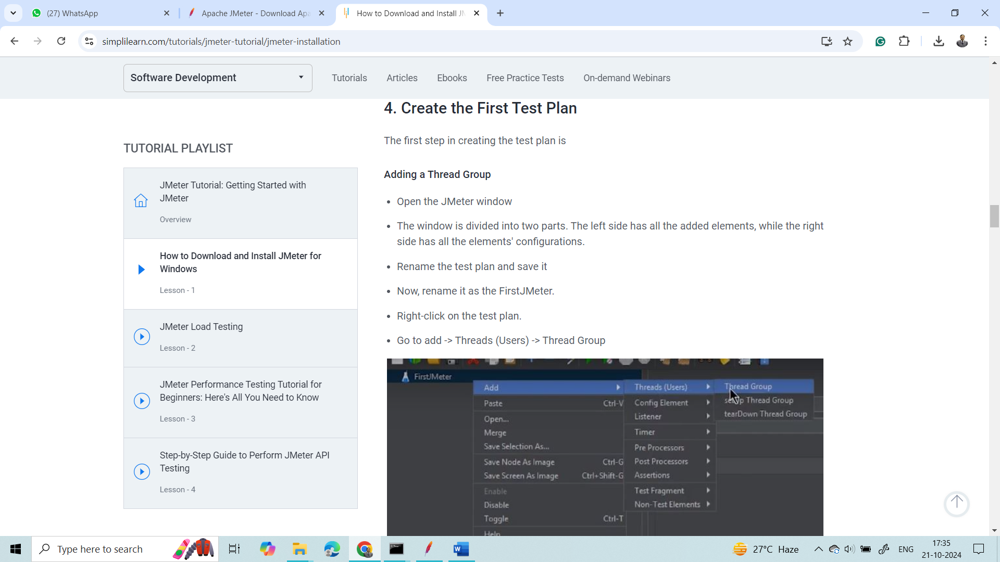 (27) WhatsApp
Apache JMeter - Download Apa
How to Download and Install JM
simplilearn.com/tutorials/jmeter-tutorial/jmeter-installation
Software Development
Tutorials
Articles
Ebooks
Free Practice Tests
On-demand Webinars
TUTORIAL PLAYLIST
JMeter Tutorial: Getting Started with
JMeter
Overview
How to Download and Install JMeter for
Windows
Lesson - 1
JMeter Load Testing
Lesson - 2
JMeter Performance Testing Tutorial for
Beginners: Here's All You Need to Know
Lesson - 3
Step-by-Step Guide to Perform JMeter API
Testing
Lesson - 4
4. Create the First Test Plan
The first step in creating the test plan is
Adding a Thread Group
• Open the JMeter window
• The window is divided into two parts. The left side has all the added elements, while the right
side has all the elements' configurations.
• Rename the test plan and save it
• Now, rename it as the FirstJMeter.
• Right-click on the test plan.
• Go to add -> Threads (Users) -> Thread Group
FirstJMeter
Add
Paste Ctrl-V
Open...
Merge
Save Selection As...
Save Node As Image Ctrl-G
Save Screen As Image Ctrl+Shift-G
Enable
Disable
Toggle Ctrl-T
Help
Threads (Users)
Config Element
Listener
Timer
Pre Processors
Post Processors
Assertions
Test Fragment
Non-Test Elements
Thread Group
setUp Thread Group
tearDown Thread Group
Type here to search
27°C Haze
ENG
17:35
21-10-2024